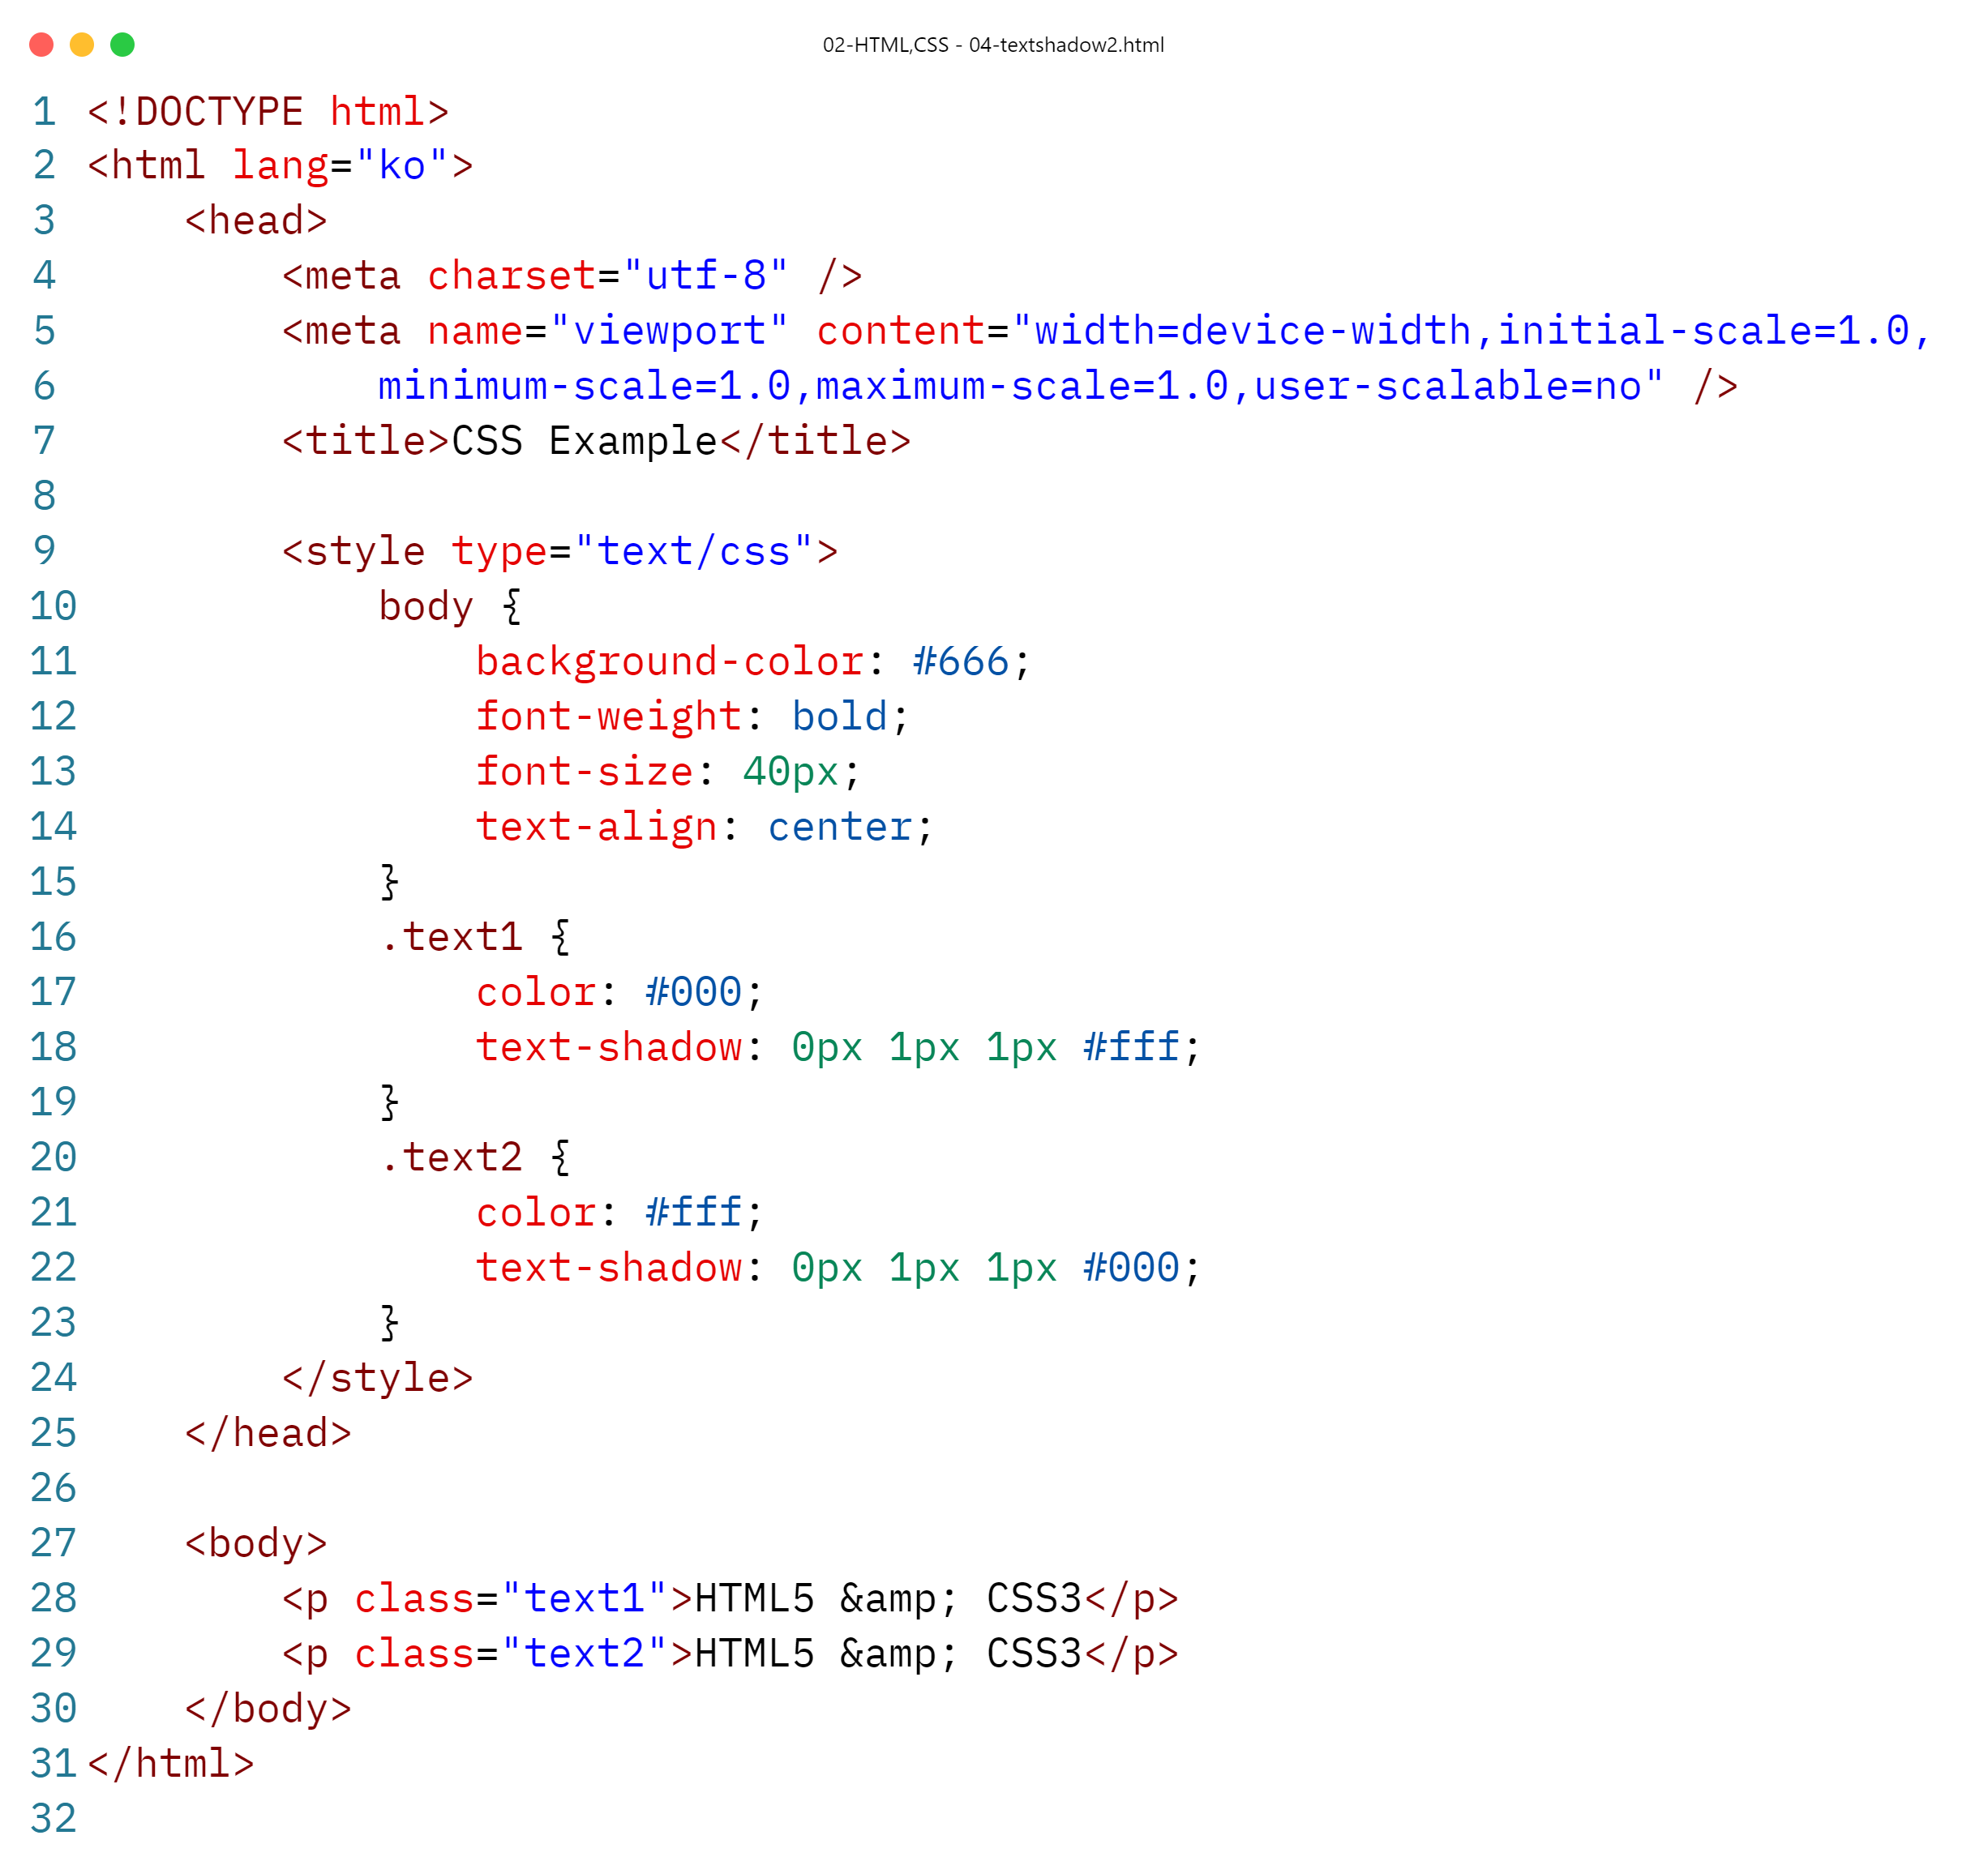 02-HTML,CSS - 04-textshadow2.html
1 <!DOCTYPE html>
2 <html lang="ko">
3     <head>
4         <meta charset="utf-8" />
5         <meta name="viewport" content="width=device-width,initial-scale=1.0,
6             minimum-scale=1.0,maximum-scale=1.0,user-scalable=no" />
7         <title>CSS Example</title>
8
9         <style type="text/css">
10             body {
11                 background-color: #666;
12                 font-weight: bold;
13                 font-size: 40px;
14                 text-align: center;
15             }
16             .text1 {
17                 color: #000;
18                 text-shadow: 0px 1px 1px #fff;
19             }
20             .text2 {
21                 color: #fff;
22                 text-shadow: 0px 1px 1px #000;
23             }
24         </style>
25     </head>
26
27     <body>
28         <p class="text1">HTML5 &amp; CSS3</p>
29         <p class="text2">HTML5 &amp; CSS3</p>
30     </body>
31 </html>
32